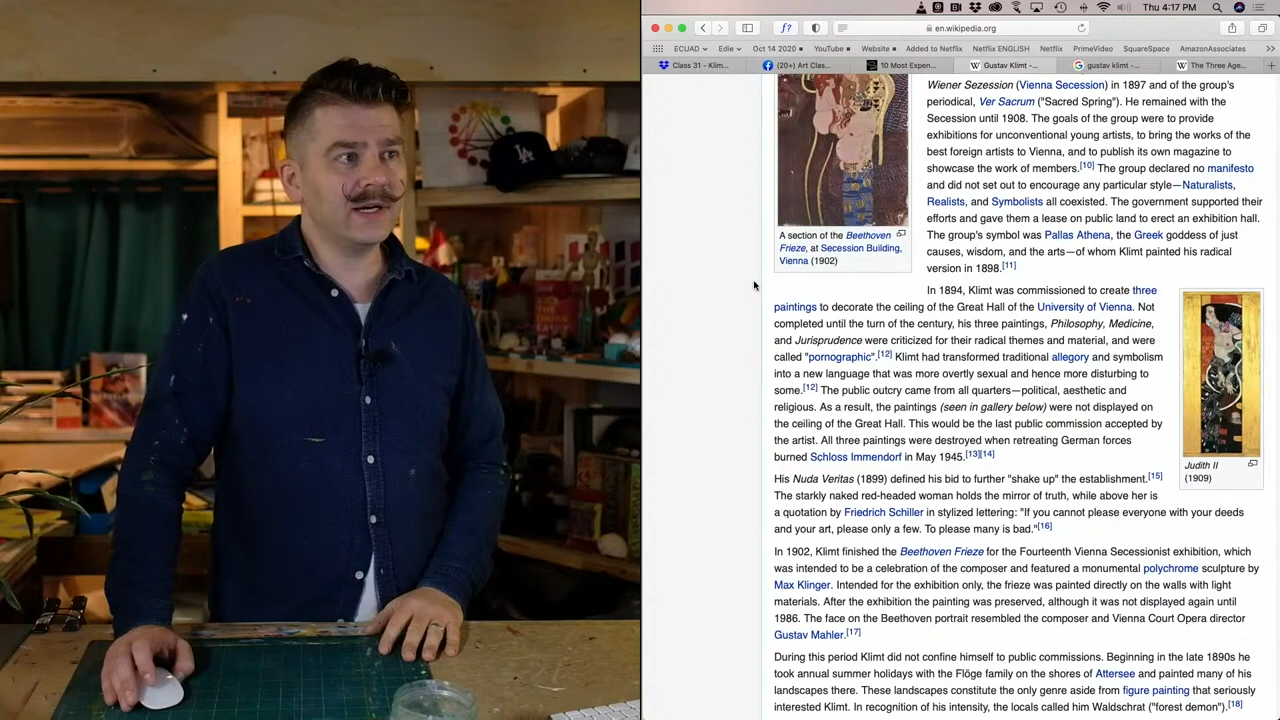 Thu 4:17 PM
en.wikipedia.org
ECUAD Edie Oct 14 2020 YouTube Website Added to Netflix Netflix ENGLISH Netflix PrimeVideo SquareSpace AmazonAssociates
Class 31 - Klim... (20+) Art Clas... 10 Most Expen... Gustav Klimt -... gustav klimt -... The Three Age...
Wiener Sezession (Vienna Secession) in 1897 and of the group's
periodical, Ver Sacrum ("Sacred Spring"). He remained with the
Secession until 1908. The goals of the group were to provide
exhibitions for unconventional young artists, to bring the works of the
best foreign artists to Vienna, and to publish its own magazine to
showcase the work of members.[10] The group declared no manifesto
and did not set out to encourage any particular style—Naturalists,
Realists, and Symbolists all coexisted. The government supported their
efforts and gave them a lease on public land to erect an exhibition hall.
The group's symbol was Pallas Athena, the Greek goddess of just
causes, wisdom, and the arts—of whom Klimt painted his radical
version in 1898.[11]
A section of the Beethoven
Frieze, at Secession Building,
Vienna (1902)
In 1894, Klimt was commissioned to create three
paintings to decorate the ceiling of the Great Hall of the University of Vienna. Not
completed until the turn of the century, his three paintings, Philosophy, Medicine,
and Jurisprudence were criticized for their radical themes and material, and were
called "pornographic".[12] Klimt had transformed traditional allegory and symbolism
into a new language that was more overtly sexual and hence more disturbing to
some.[12] The public outcry came from all quarters—political, aesthetic and
religious. As a result, the paintings (seen in gallery below) were not displayed on
the ceiling of the Great Hall. This would be the last public commission accepted by
the artist. All three paintings were destroyed when retreating German forces
burned Schloss Immendorf in May 1945.[13][14]
Judith II
(1909)
His Nuda Veritas (1899) defined his bid to further "shake up" the establishment.[15]
The starkly naked red-headed woman holds the mirror of truth, while above her is
a quotation by Friedrich Schiller in stylized lettering: "If you cannot please everyone with your deeds
and your art, please only a few. To please many is bad."[16]
In 1902, Klimt finished the Beethoven Frieze for the Fourteenth Vienna Secessionist exhibition, which
was intended to be a celebration of the composer and featured a monumental polychrome sculpture by
Max Klinger. Intended for the exhibition only, the frieze was painted directly on the walls with light
materials. After the exhibition the painting was preserved, although it was not displayed again until
1986. The face on the Beethoven portrait resembled the composer and Vienna Court Opera director
Gustav Mahler.[17]
During this period Klimt did not confine himself to public commissions. Beginning in the late 1890s he
took annual summer holidays with the Flöge family on the shores of Attersee and painted many of his
landscapes there. These landscapes constitute the only genre aside from figure painting that seriously
interested Klimt. In recognition of his intensity, the locals called him Waldschrat ("forest demon").[18]
LA